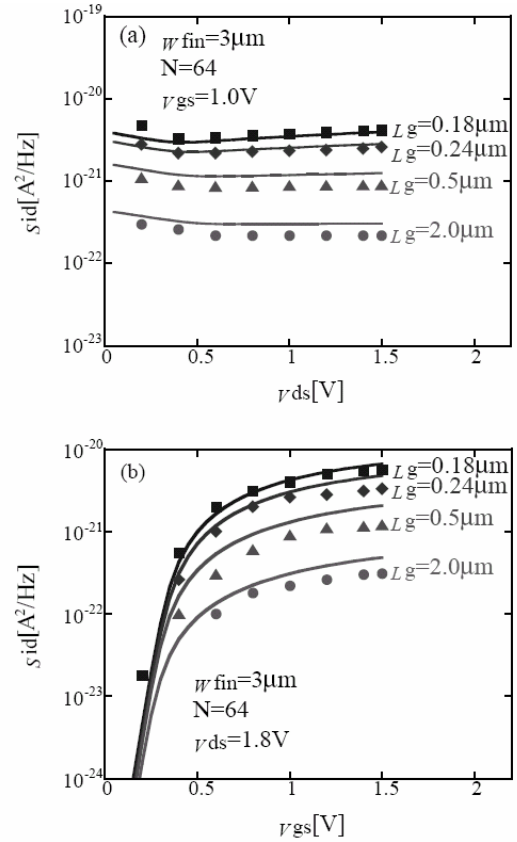 10⁻¹⁹
(a)
Wfin=3μm
N=64
Vgs=1.0V
10⁻²⁰
Lg=0.18μm
Lg=0.24μm
10⁻²¹
Lg=0.5μm
Lg=2.0μm
10⁻²²
10⁻²³
Sid[A²/Hz]
0 0.5 1 1.5 2
Vds[V]
10⁻²⁰
(b)
Lg=0.18μm
Lg=0.24μm
10⁻²¹
Lg=0.5μm
Lg=2.0μm
10⁻²²
Wfin=3μm
N=64
Vds=1.8V
10⁻²³
10⁻²⁴
Sid[A²/Hz]
0 0.5 1 1.5 2
Vgs[V]